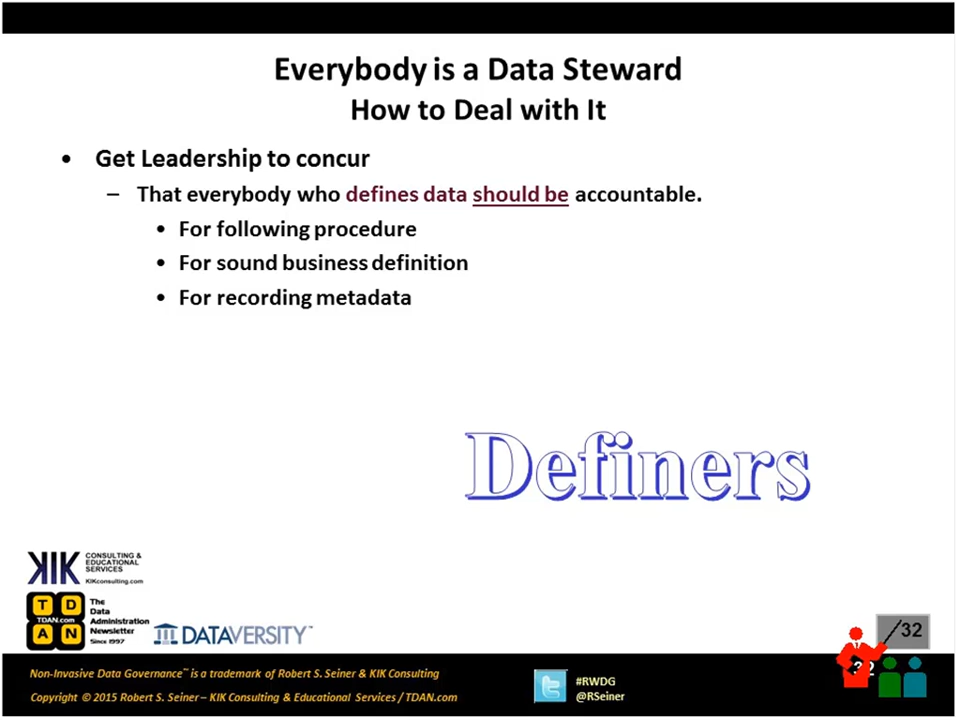 Everybody is a Data Steward
How to Deal with It
• Get Leadership to concur
– That everybody who defines data should be accountable.
• For following procedure
• For sound business definition
• For recording metadata
Definers
KIK CONSULTING &
EDUCATIONAL
SERVICES
KIKconsulting.com
T D
TDAN.com
A N
The
Data
Administration
Newsletter
Since 1997
DATAVERSITY™
/32
32
Non-Invasive Data Governance™ is a trademark of Robert S. Seiner & KIK Consulting
Copyright © 2015 Robert S. Seiner – KIK Consulting & Educational Services / TDAN.com
#RWDG
@RSeiner